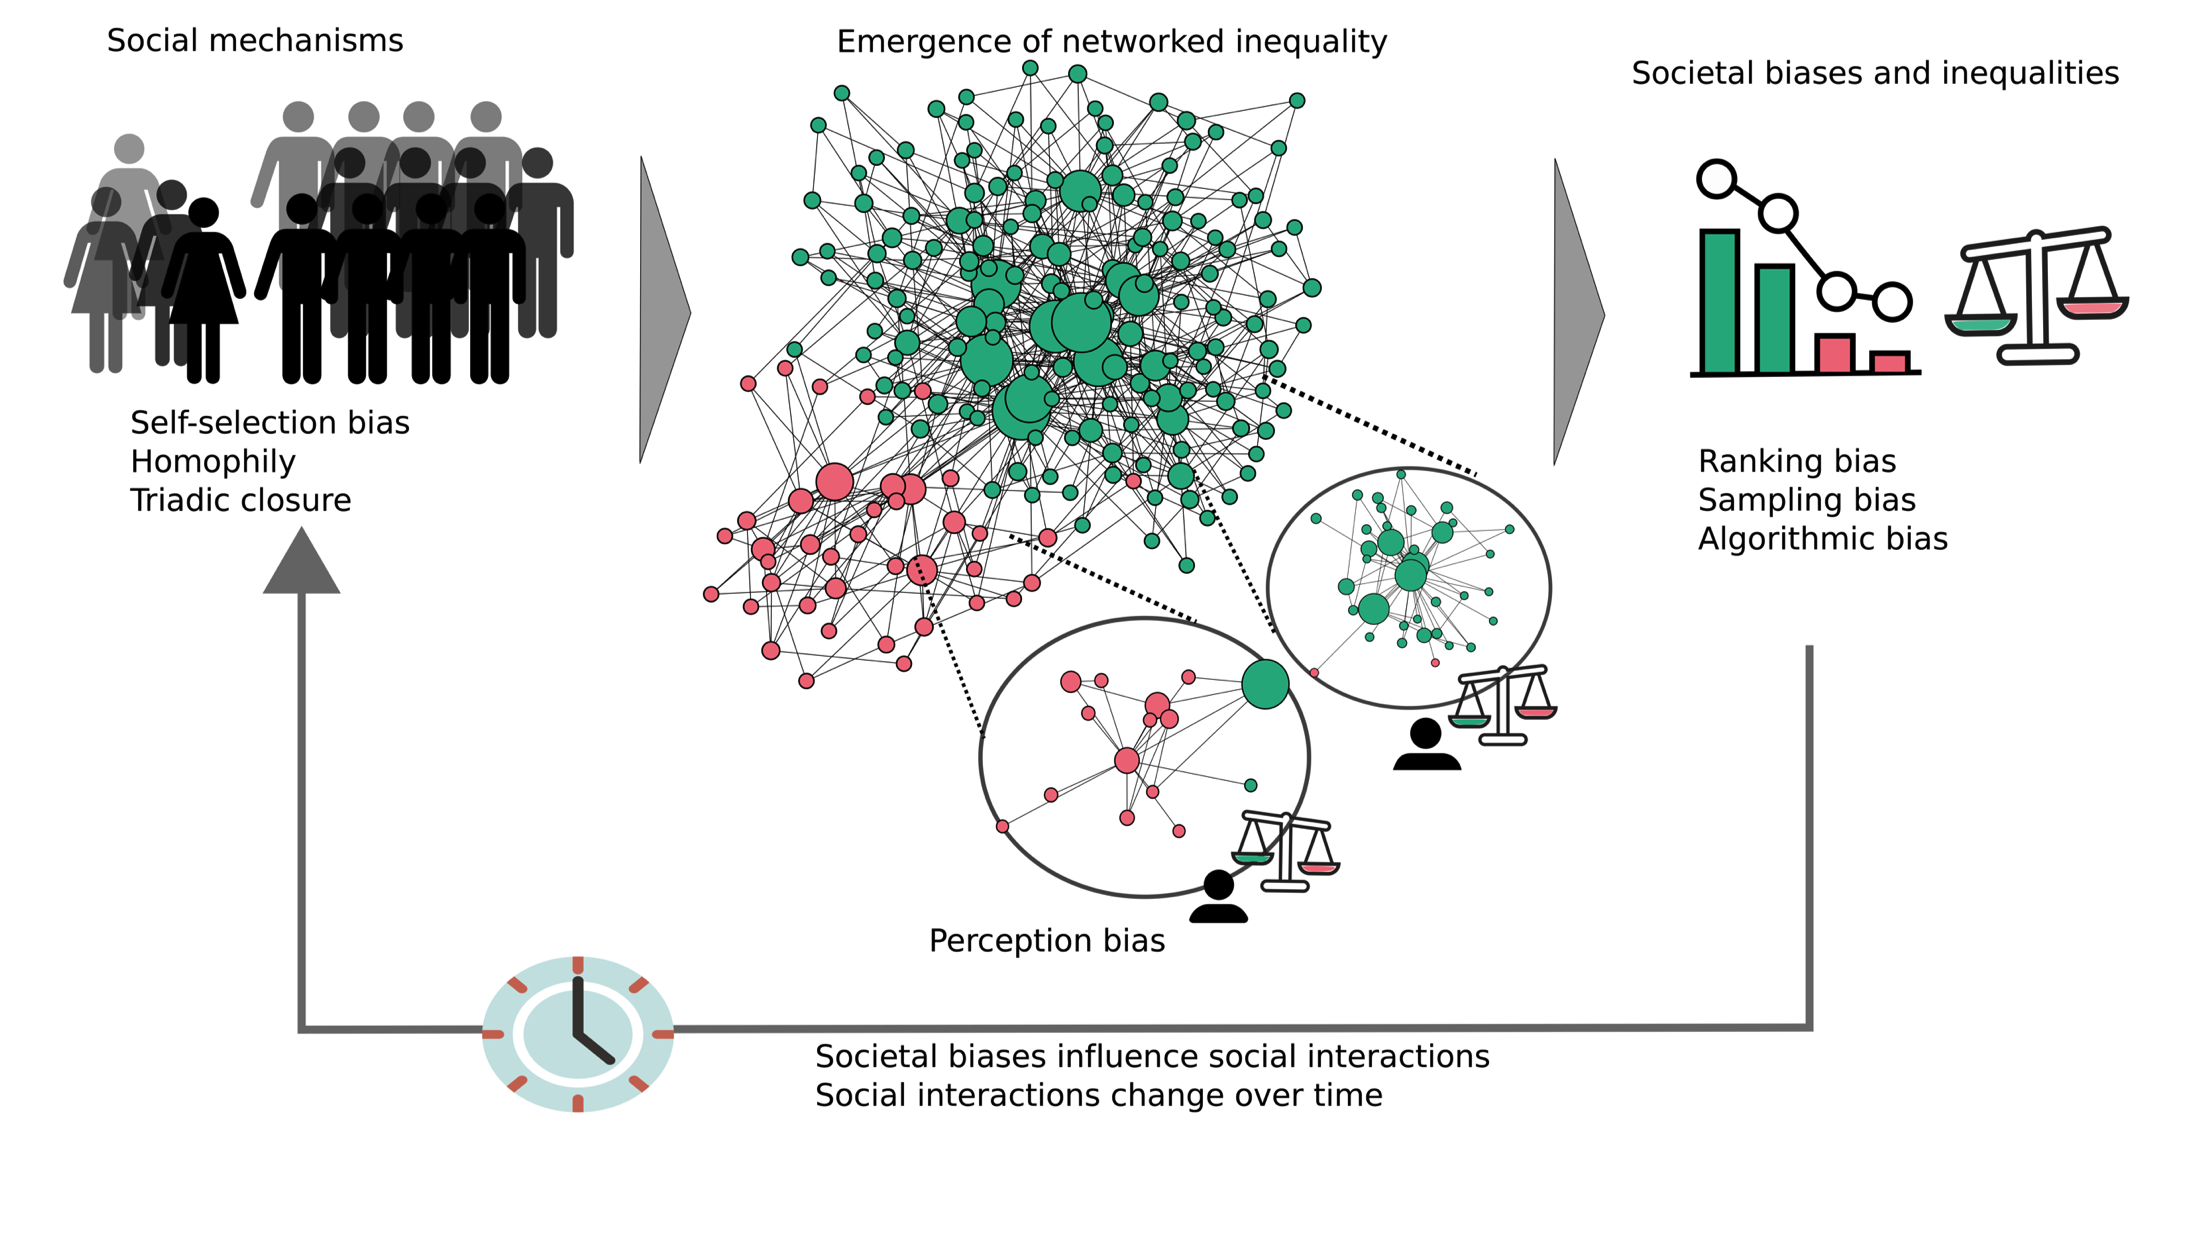 Social mechanisms
Self-selection bias
Homophily
Triadic closure
Emergence of networked inequality
Perception bias
Societal biases and inequalities
Ranking bias
Sampling bias
Algorithmic bias
Societal biases influence social interactions
Social interactions change over time